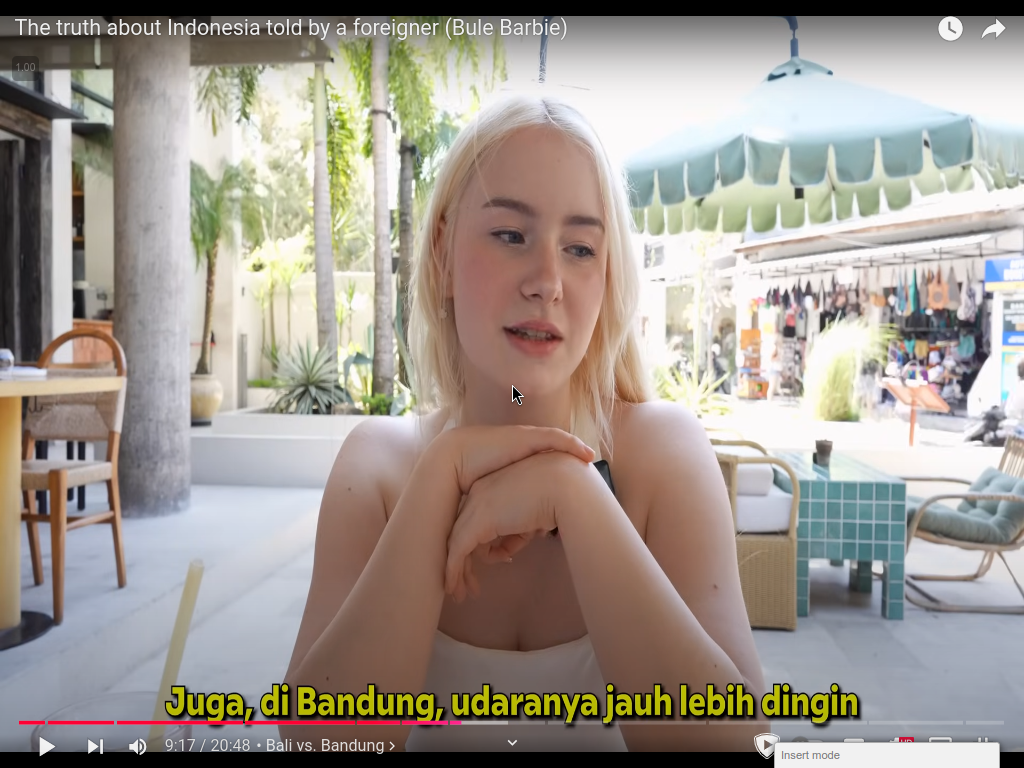 The truth about Indonesia told by a foreigner (Bule Barbie)
1.00
Juga, di Bandung, udaranya jauh lebih dingin
9:17 / 20:48 • Bali vs. Bandung ›
HD
Insert mode